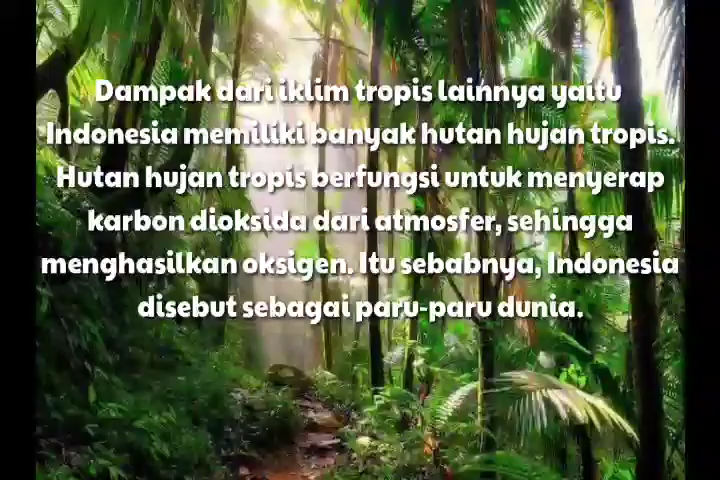 Dampak dari iklim tropis lainnya yaitu
Indonesia memiliki banyak hutan hujan tropis.
Hutan hujan tropis berfungsi untuk menyerap
karbon dioksida dari atmosfer, sehingga
menghasilkan oksigen. Itu sebabnya, Indonesia
disebut sebagai paru-paru dunia.